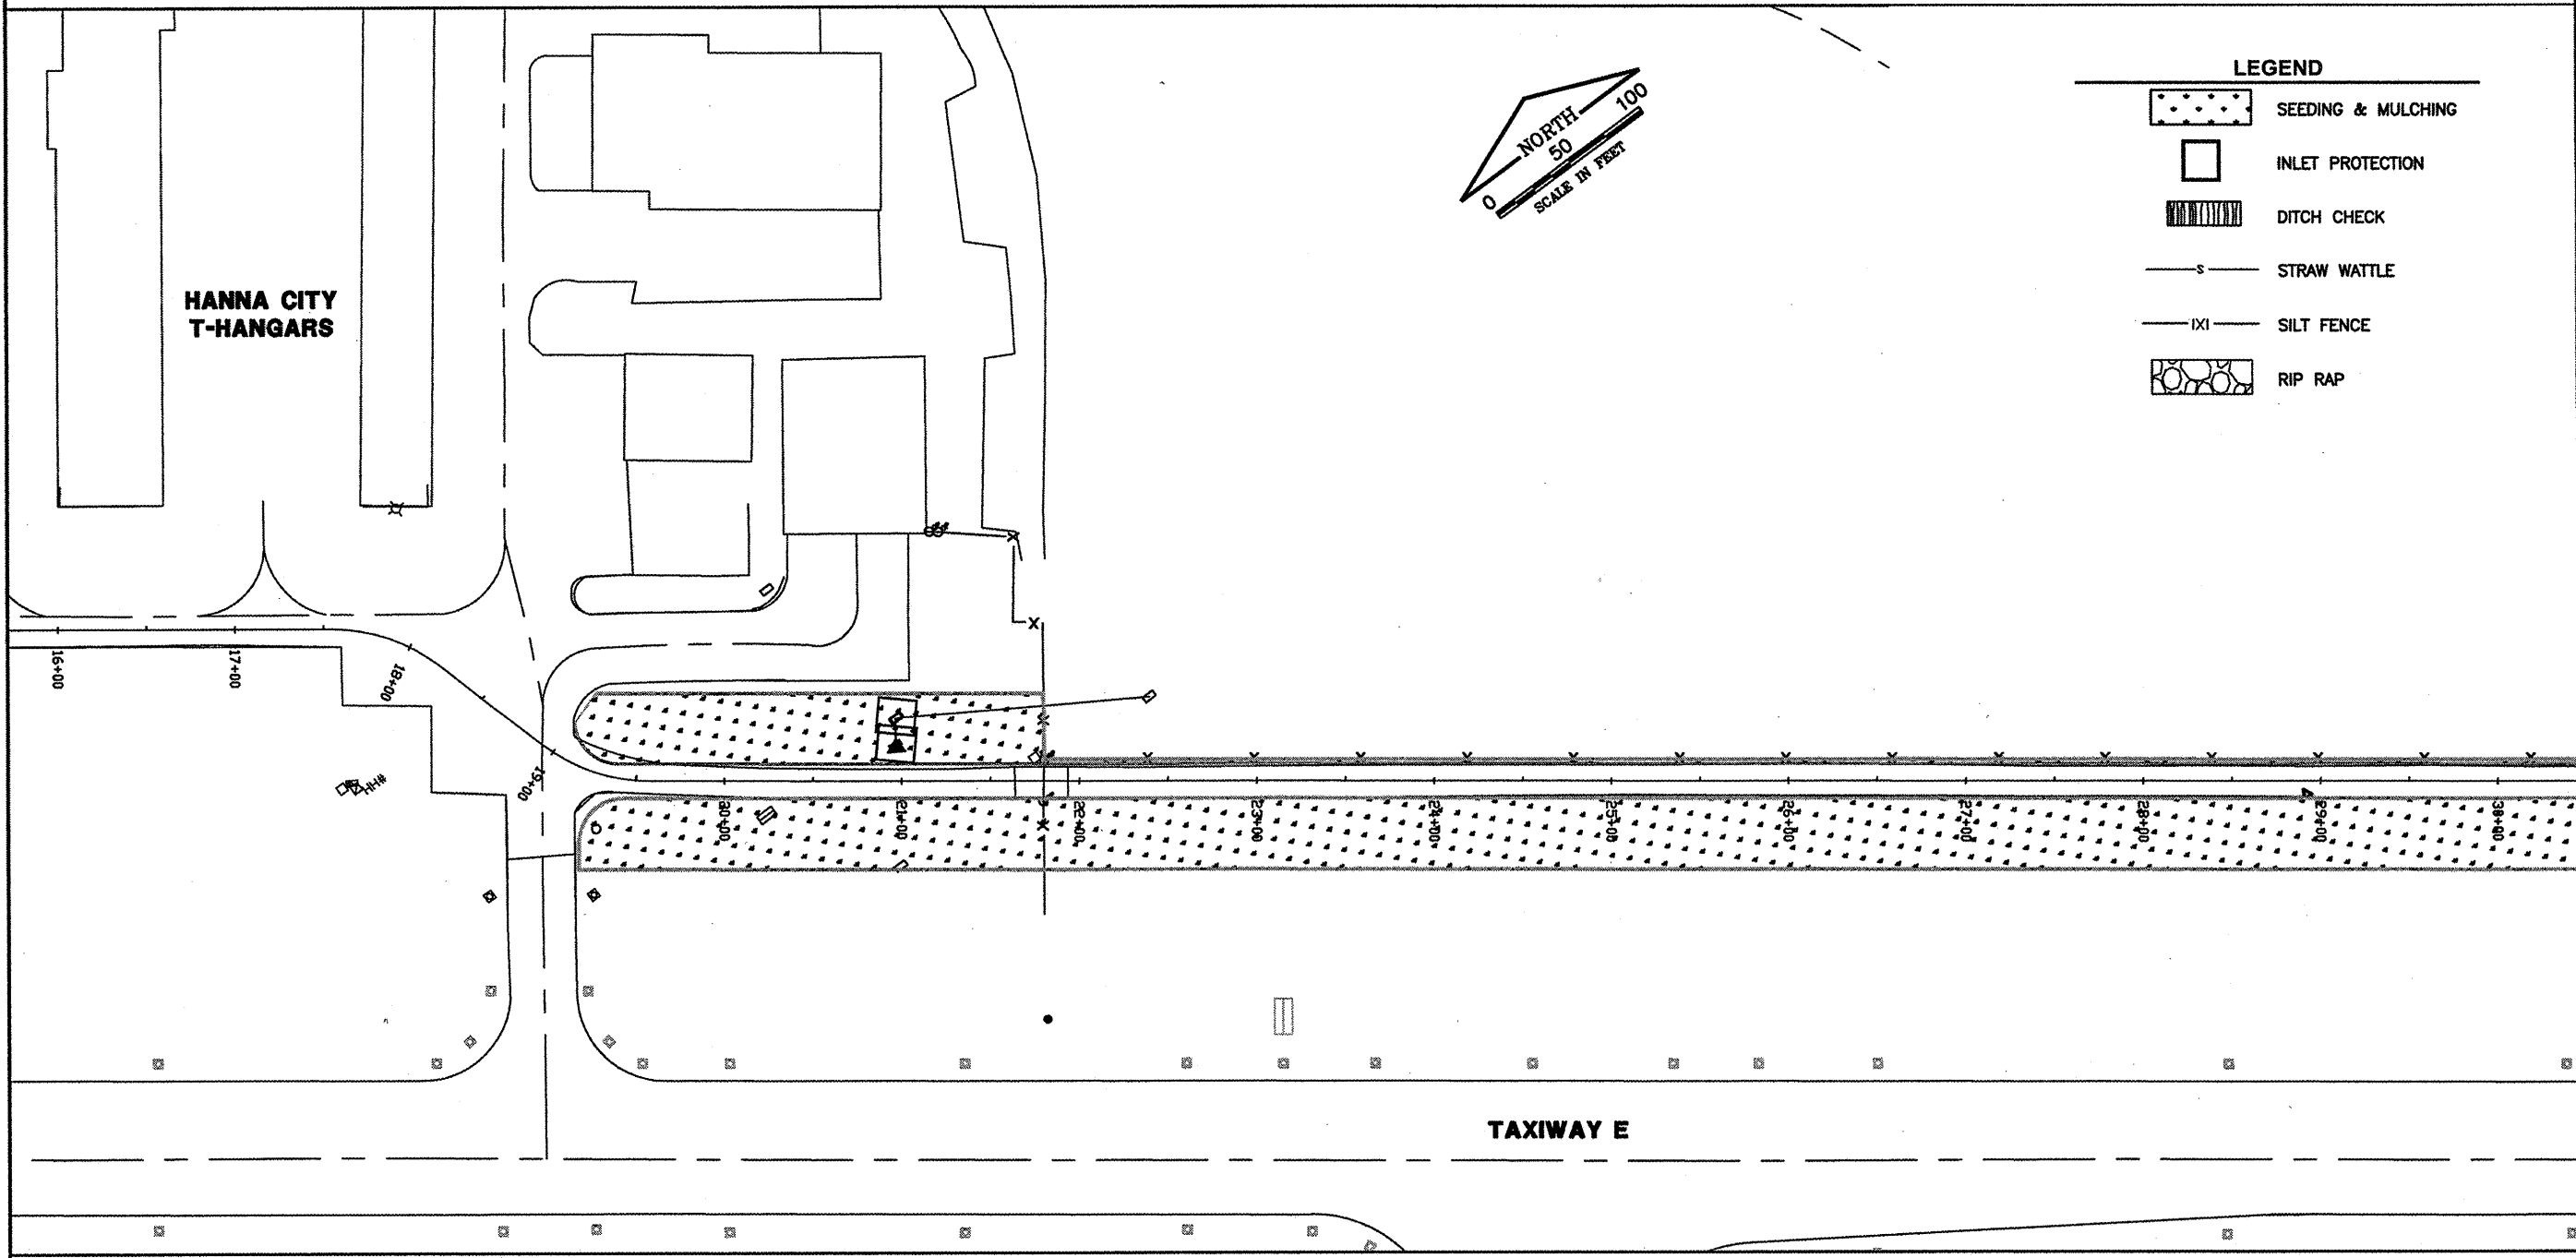 LEGEND
SEEDING & MULCHING
INLET PROTECTION
DITCH CHECK
S
STRAW WATTLE
IXI
SILT FENCE
RIP RAP
NORTH
0 50 100
SCALE IN FEET
HANNA CITY
T-HANGARS
16+00
17+00
18+00
19+00
20+00
21+00
22+00
23+00
24+00
25+00
26+00
27+00
28+00
29+00
30+00
HH#
TAXIWAY E